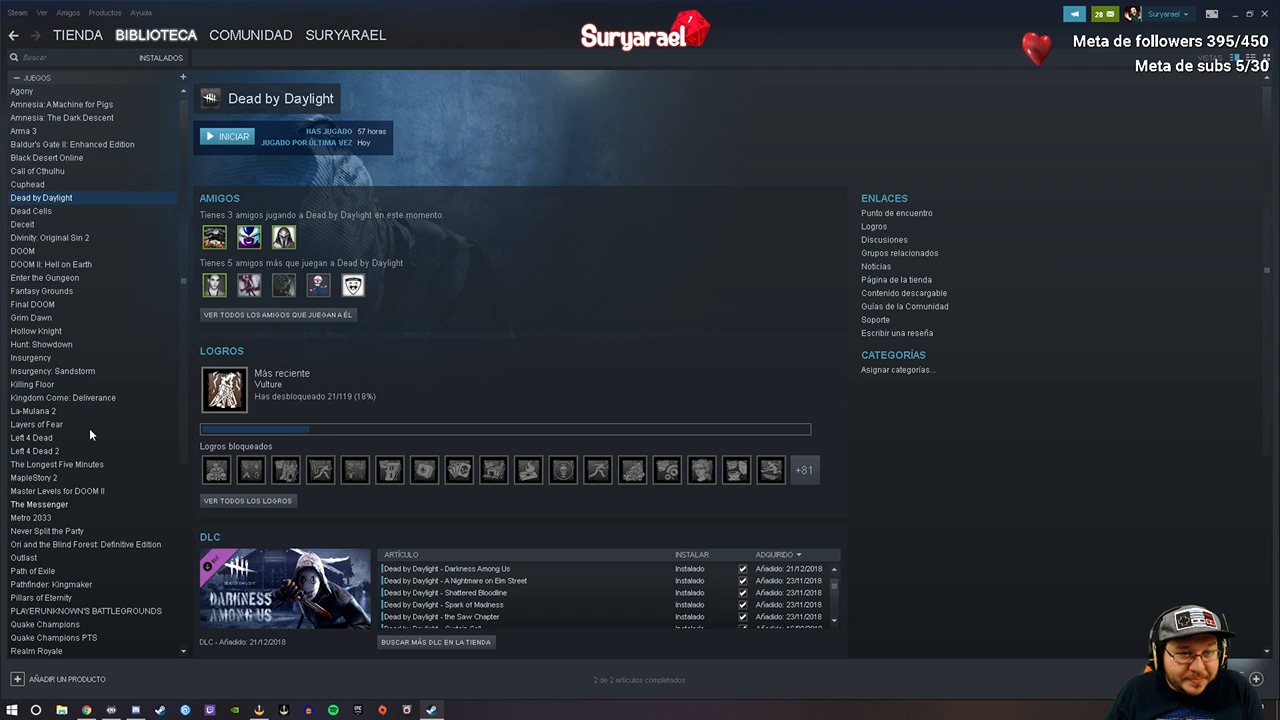 Steam Ver Amigos Productos Ayuda
28 Suryarael
TIENDA BIBLIOTECA COMUNIDAD SURYARAEL
Suryarael
Meta de followers 395/450
Meta de subs 5/30
Buscar INSTALADOS
VISTAS
JUEGOS
Agony
Amnesia: A Machine for Pigs
Amnesia: The Dark Descent
Arma 3
Baldur's Gate II: Enhanced Edition
Black Desert Online
Call of Cthulhu
Cuphead
Dead by Daylight
Dead Cells
Deceit
Divinity: Original Sin 2
DOOM
DOOM II: Hell on Earth
Enter the Gungeon
Fantasy Grounds
Final DOOM
Grim Dawn
Hollow Knight
Hunt: Showdown
Insurgency
Insurgency: Sandstorm
Killing Floor
Kingdom Come: Deliverance
La-Mulana 2
Layers of Fear
Left 4 Dead
Left 4 Dead 2
The Longest Five Minutes
MapleStory 2
Master Levels for DOOM II
The Messenger
Metro 2033
Never Split the Party
Ori and the Blind Forest: Definitive Edition
Outlast
Path of Exile
Pathfinder: Kingmaker
Pillars of Eternity
PLAYERUNKNOWN'S BATTLEGROUNDS
Quake Champions
Quake Champions PTS
Realm Royale
AÑADIR UN PRODUCTO
Dead by Daylight
INICIAR
HAS JUGADO 57 horas
JUGADO POR ÚLTIMA VEZ Hoy
AMIGOS
Tienes 3 amigos jugando a Dead by Daylight en este momento.
Tienes 5 amigos más que juegan a Dead by Daylight
VER TODOS LOS AMIGOS QUE JUEGAN A ÉL
LOGROS
Más reciente
Vulture
Has desbloqueado 21/119 (18%)
Logros bloqueados
+81
VER TODOS LOS LOGROS
DLC
DLC
DEAD BY DAYLIGHT
DARKNESS
AMONG US
DLC - Añadido: 21/12/2018
ARTÍCULO INSTALAR ADQUIRIDO
Dead by Daylight - Darkness Among Us Instalado Añadido: 21/12/2018
Dead by Daylight - A Nightmare on Elm Street Instalado Añadido: 23/11/2018
Dead by Daylight - Shattered Bloodline Instalado Añadido: 23/11/2018
Dead by Daylight - Spark of Madness Instalado Añadido: 23/11/2018
Dead by Daylight - the Saw Chapter Instalado Añadido: 23/11/2018
BUSCAR MÁS DLC EN LA TIENDA
ENLACES
Punto de encuentro
Logros
Discusiones
Grupos relacionados
Noticias
Página de la tienda
Contenido descargable
Guías de la Comunidad
Soporte
Escribir una reseña
CATEGORÍAS
Asignar categorías...
2 de 2 artículos completados